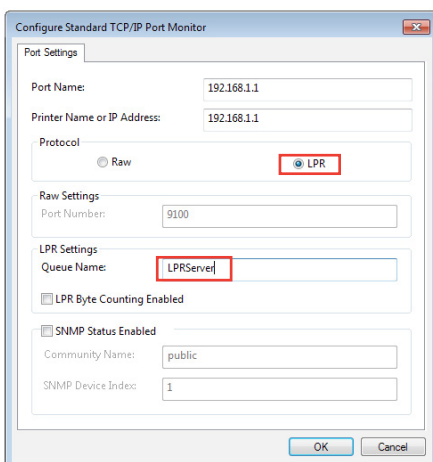 Configure Standard TCP/IP Port Monitor
Port Settings
Port Name: 192.168.1.1
Printer Name or IP Address: 192.168.1.1
Protocol
Raw LPR
Raw Settings
Port Number: 9100
LPR Settings
Queue Name: LPRServer
LPR Byte Counting Enabled
SNMP Status Enabled
Community Name: public
SNMP Device Index: 1
OK Cancel